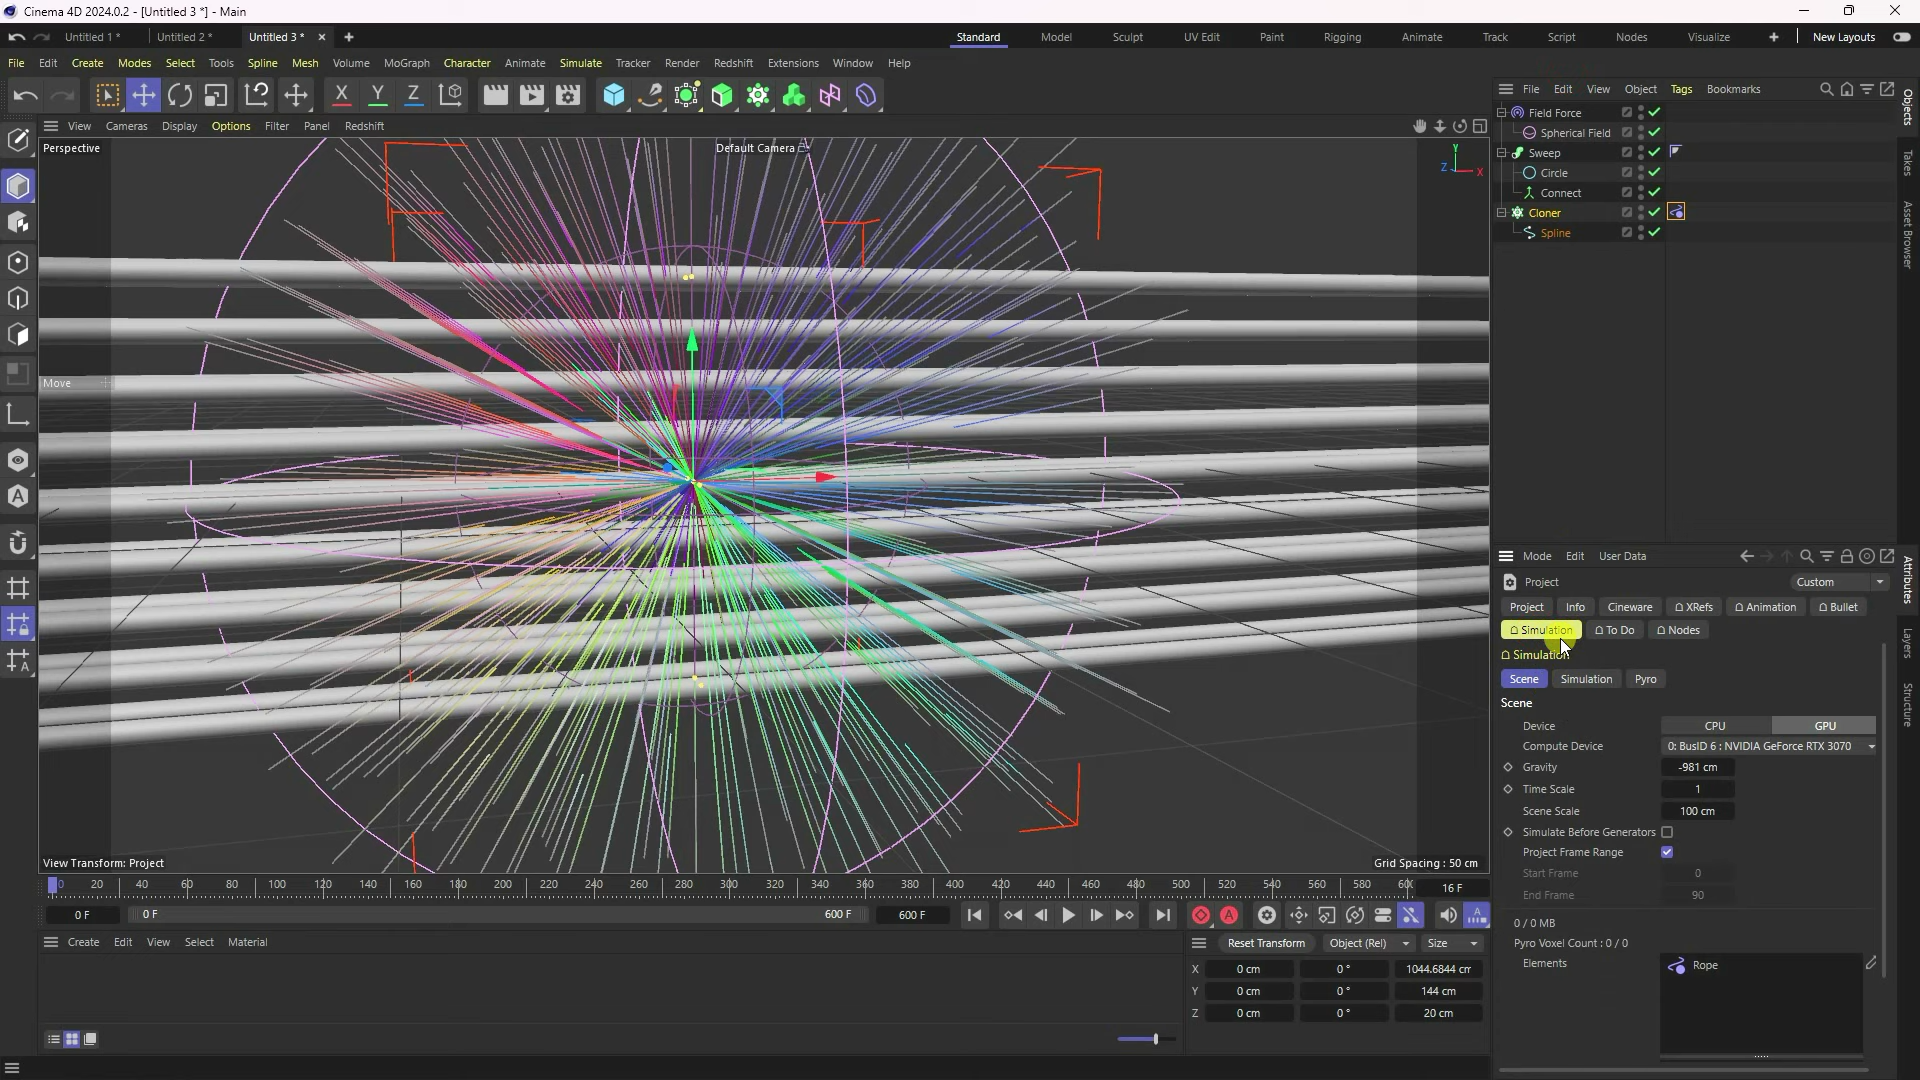 Cinema 4D 2024.0.2 - [Untitled 3 *] - Main
Untitled 1 *
Untitled 2 *
Untitled 3 *
Standard
Model
Sculpt
UV Edit
Paint
Rigging
Animate
Track
Script
Nodes
Visualize
New Layouts
File Edit Create Modes Select Tools Spline Mesh Volume MoGraph Character Animate Simulate Tracker Render Redshift Extensions Window Help
X Y Z
View Cameras Display Options Filter Panel Redshift
Perspective
Default Camera
Y
Z
X
Move
View Transform: Project
Grid Spacing : 50 cm
0 20 40 60 80 100 120 140 160 180 200 220 240 260 280 300 320 340 360 380 400 420 440 460 480 500 520 540 560 580 60
16 F
0 F
0 F
600 F
600 F
Create Edit View Select Material
Reset Transform
Object (Rel)
Size
X 0 cm 0 ° 1044.6844 cm
Y 0 cm 0 ° 144 cm
Z 0 cm 0 ° 20 cm
File Edit View Object Tags Bookmarks
Field Force
Spherical Field
Sweep
Circle
Connect
Cloner
Spline
Objects
Takes
Asset Browser
Mode Edit User Data
Project
Custom
Project Info Cineware XRefs Animation Bullet
Simulation To Do Nodes
Simulation
Scene Simulation Pyro
Scene
Device CPU GPU
Compute Device 0: BusID 6 : NVIDIA GeForce RTX 3070
Gravity -981 cm
Time Scale 1
Scene Scale 100 cm
Simulate Before Generators
Project Frame Range
Start Frame 0
End Frame 90
0 / 0 MB
Pyro Voxel Count : 0 / 0
Elements
Rope
Attributes
Layers
Structure